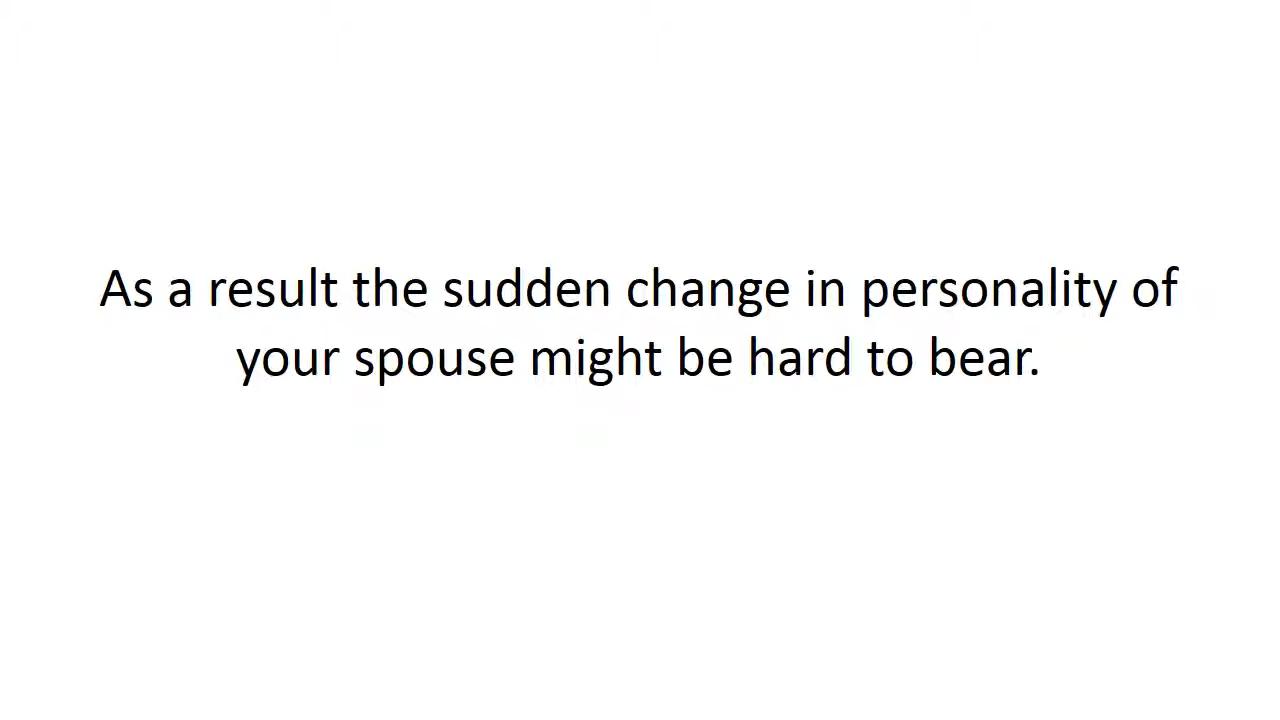 As a result the sudden change in personality of
your spouse might be hard to bear.